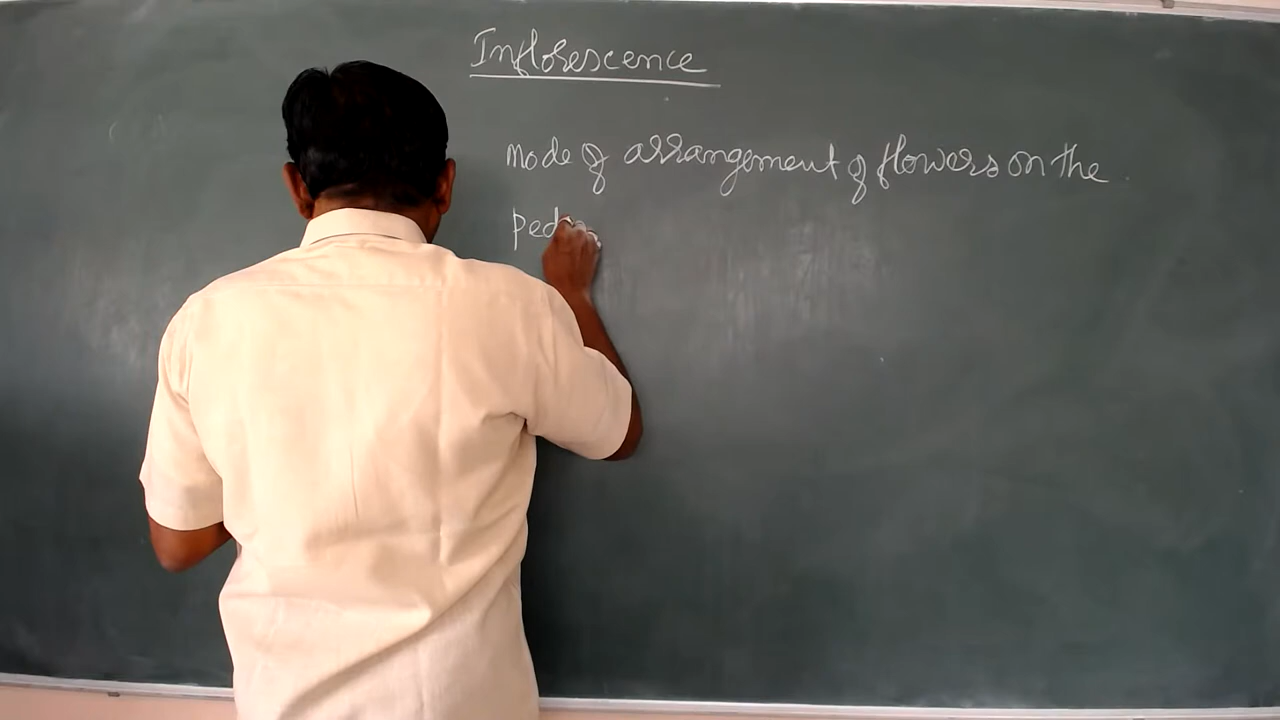 Inflorescence
Mode of arrangement of flowers on the
ped